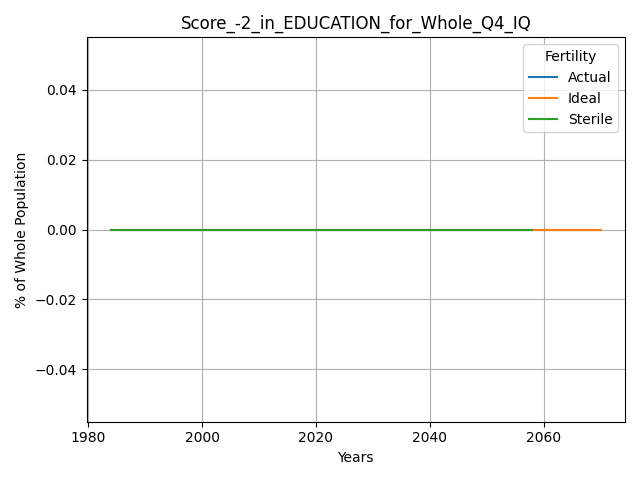 Score_-2_in_EDUCATION_for_Whole_Q4_IQ
Fertility
Actual
Ideal
Sterile
% of Whole Population
0.04
0.02
0.00
−0.02
−0.04
1980
2000
2020
2040
2060
Years